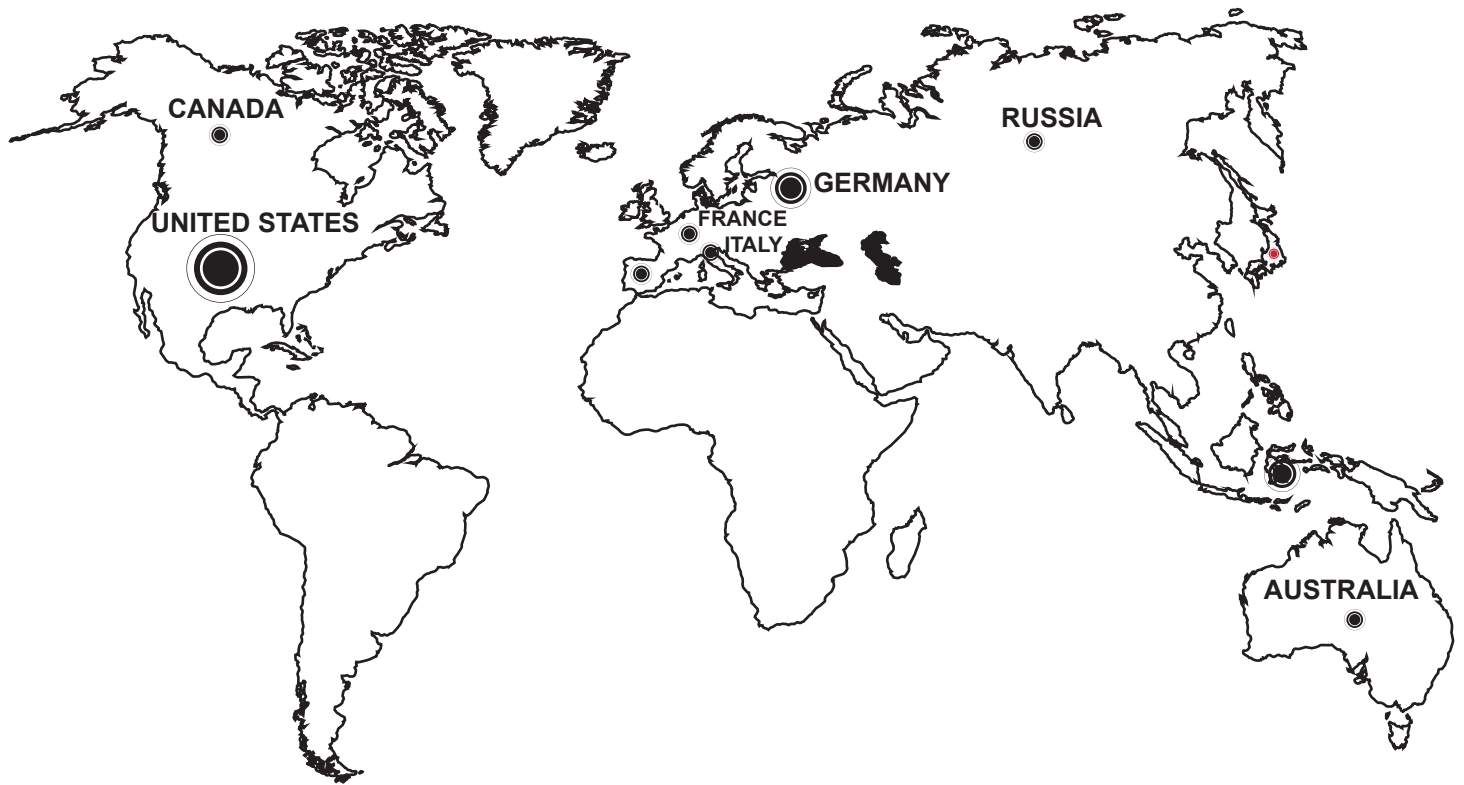 CANADA
RUSSIA
GERMANY
UNITED STATES
FRANCE
ITALY
AUSTRALIA